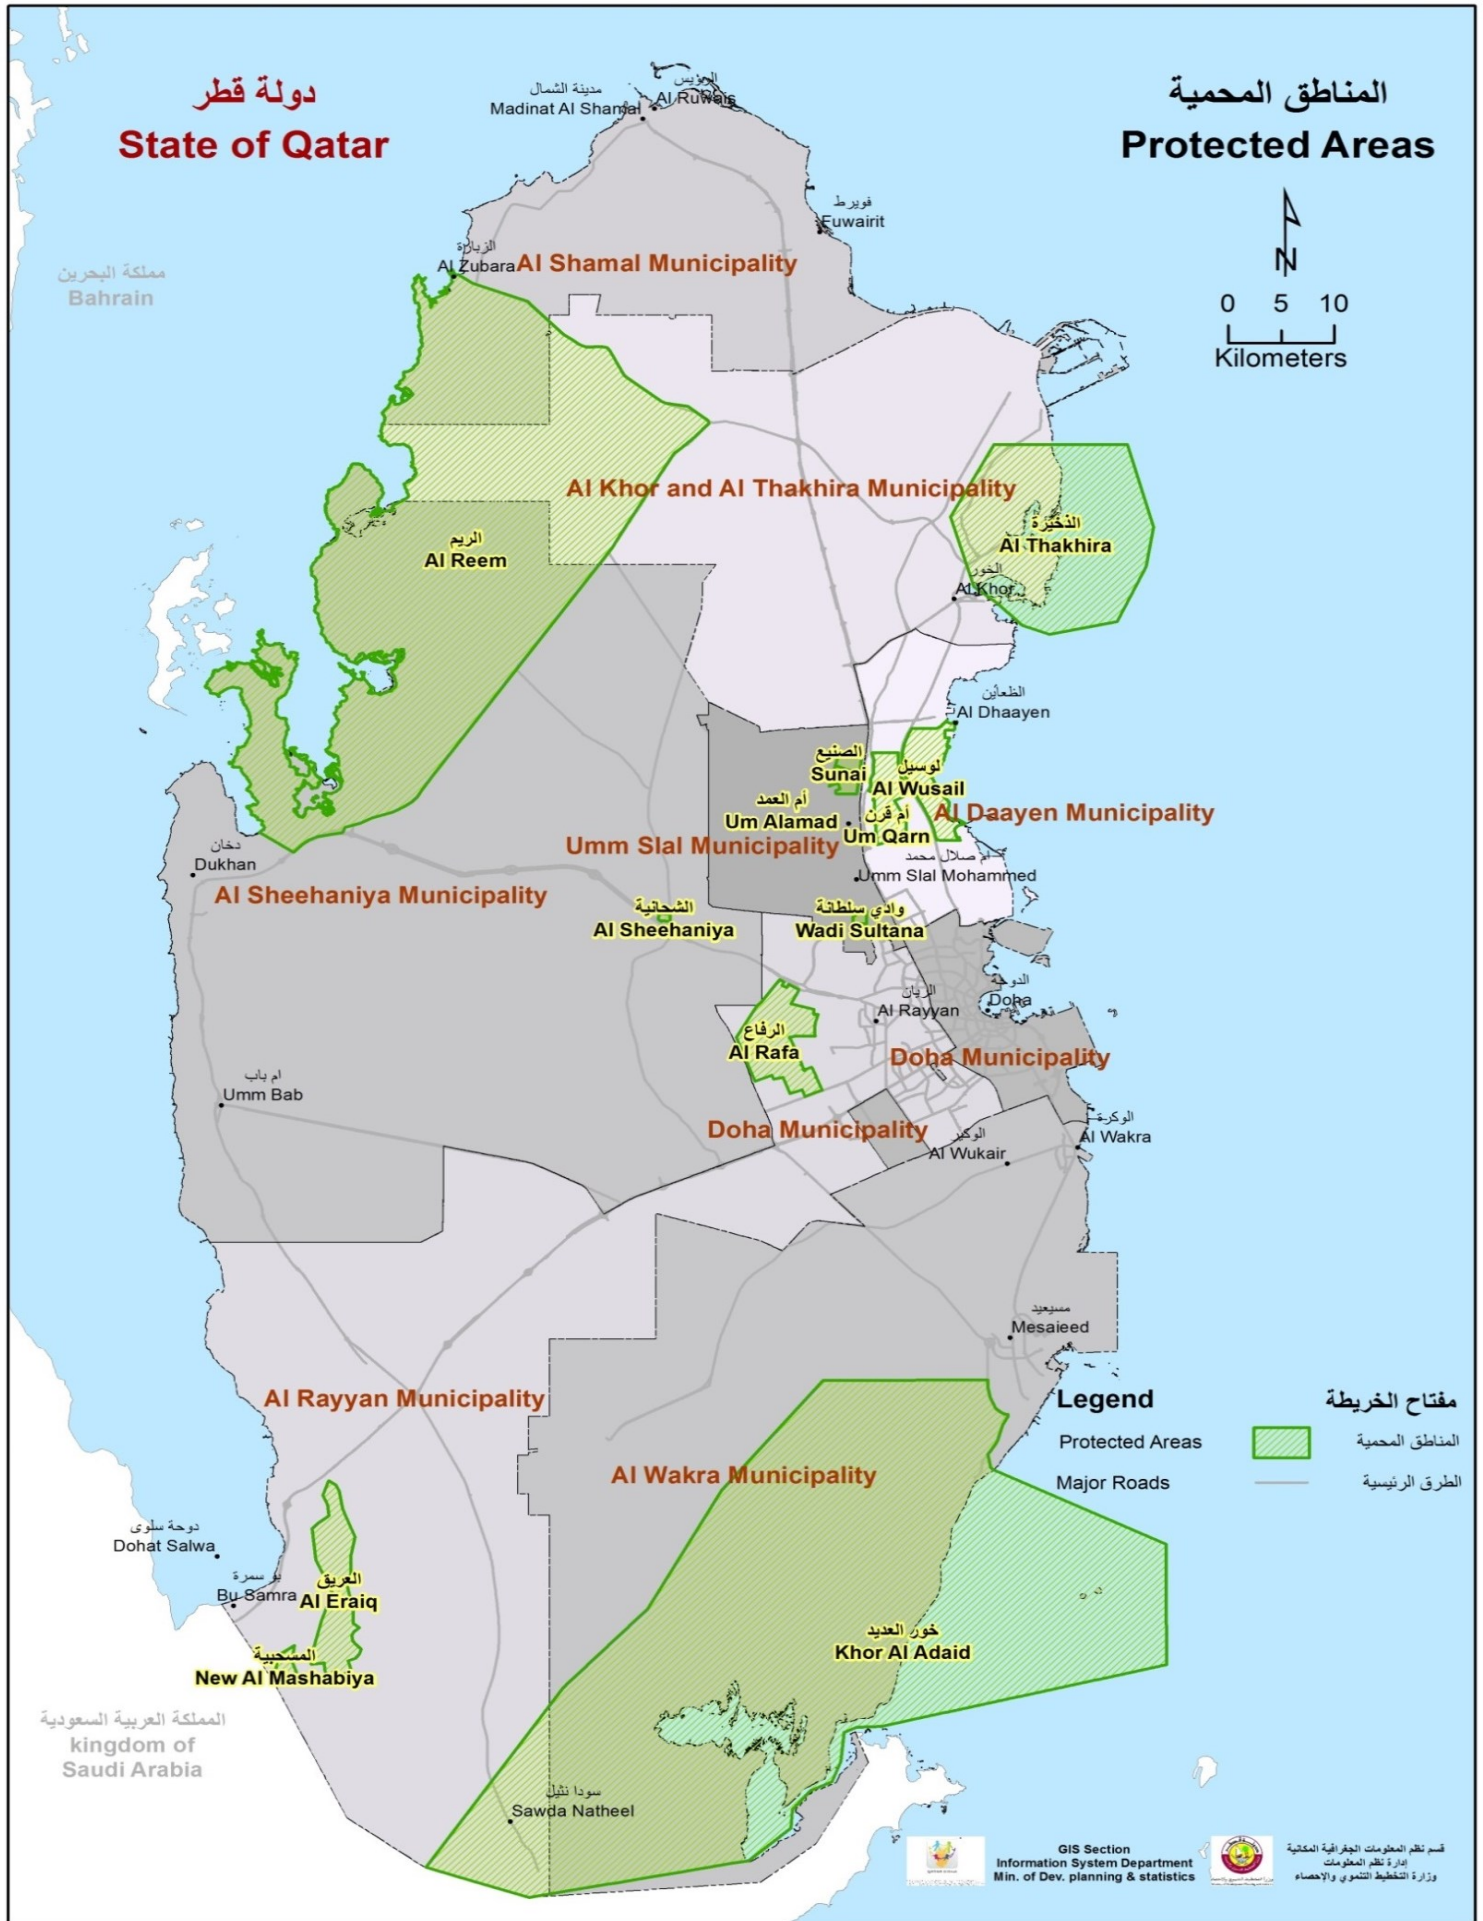 دولة قطر
State of Qatar
المناطق المحمية
Protected Areas
N
0 5 10
Kilometers
مدينة الشمال
Madinat Al Shamal
الرويس
Al Ruwais
فويرط
Fuwairit
الزبارة
Al Zubara
Al Shamal Municipality
مملكة البحرين
Bahrain
Al Khor and Al Thakhira Municipality
الذخيرة
Al Thakhira
الريم
Al Reem
الخور
Al Khor
الظعاين
Al Dhaayen
الصنيع
Sunai
لوسيل
Al Wusail
أم العمد
Um Alamad
أم قرن
Um Qarn
Al Daayen Municipality
Umm Slal Municipality
ام صلال محمد
Umm Slal Mohammed
دخان
Dukhan
Al Sheehaniya Municipality
الشحانية
Al Sheehaniya
وادي سلطانة
Wadi Sultana
الدوحة
Doha
الريان
Al Rayyan
الرفاع
Al Rafa
Doha Municipality
ام باب
Umm Bab
Doha Municipality
الوكرة
Al Wakra
الوكير
Al Wukair
مسيعيد
Mesaieed
Al Rayyan Municipality
Legend
مفتاح الخريطة
Protected Areas
المناطق المحمية
Major Roads
الطرق الرئيسية
Al Wakra Municipality
دوحة سلوى
Dohat Salwa
بو سمرة
Bu Samra
العريق
Al Eraiq
المسحبية
New Al Mashabiya
خور العديد
Khor Al Adaid
المملكة العربية السعودية
kingdom of
Saudi Arabia
سودا نثيل
Sawda Natheel
GIS Section
Information System Department
Min. of Dev. planning & statistics
قسم نظم المعلومات الجغرافية المكانية
إدارة نظم المعلومات
وزارة التخطيط التنموي والإحصاء